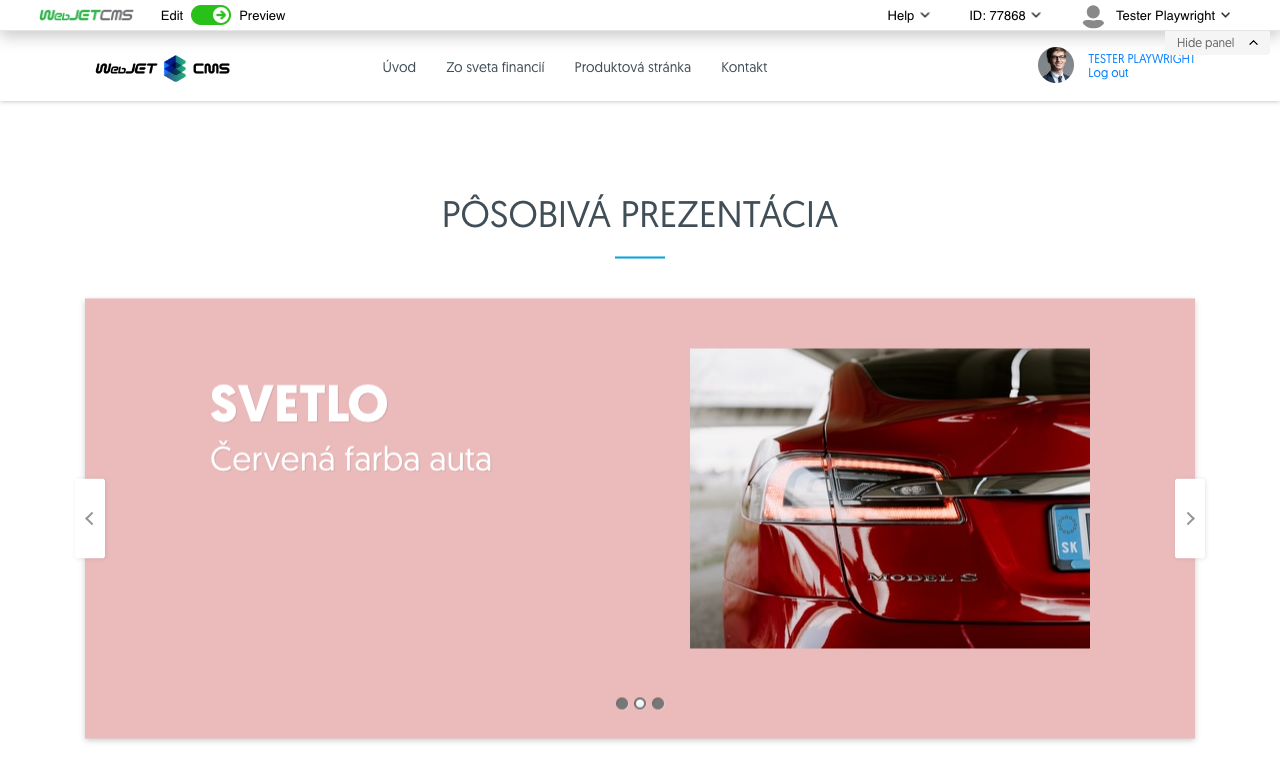 WebJETCMS Edit Preview Help ID: 77868 Tester Playwright
Hide panel
WebJET CMS Úvod Zo sveta financií Produktová stránka Kontakt TESTER PLAYWRIGHT
Log out
PÔSOBIVÁ PREZENTÁCIA
SVETLO
Červená farba auta
SK
MODEL S